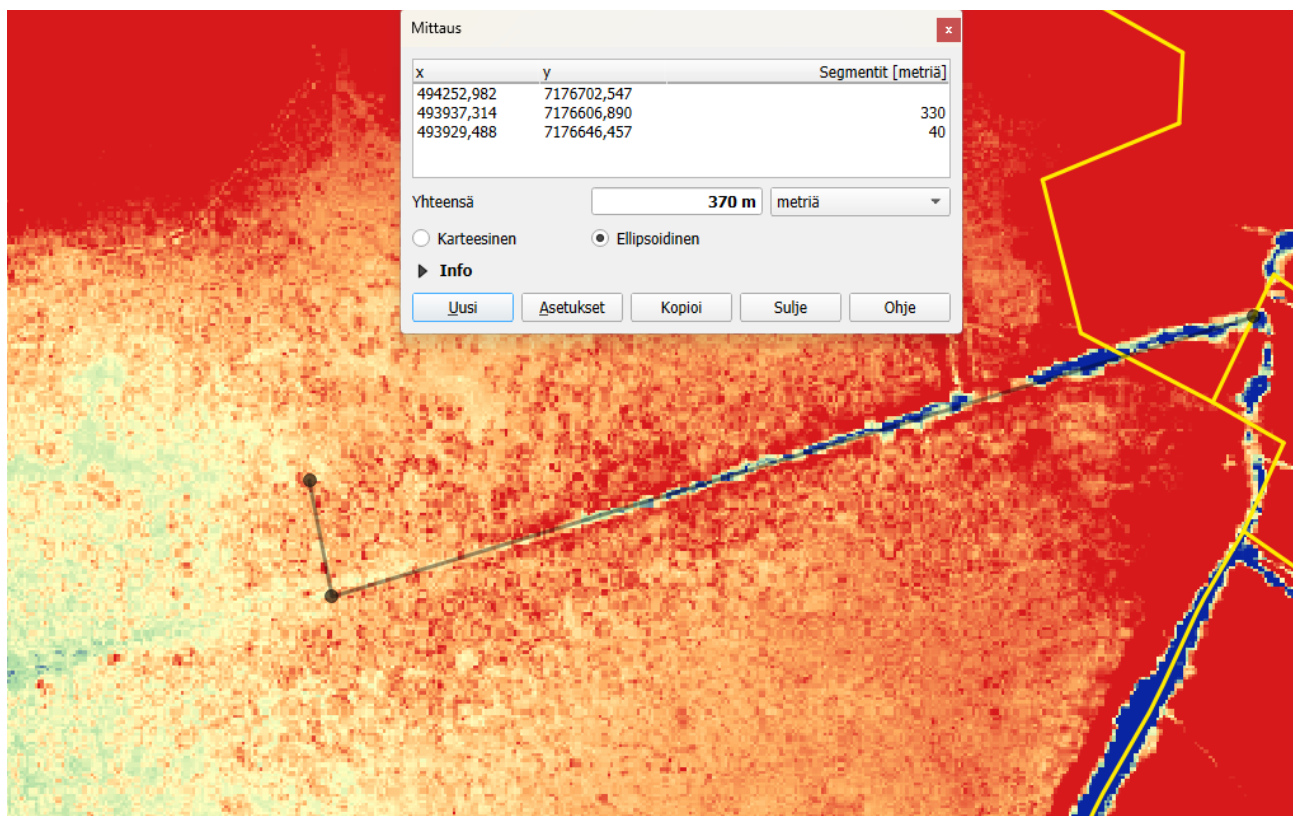 Mittaus
x y Segmentit [metriä]
494252,982 7176702,547
493937,314 7176606,890 330
493929,488 7176646,457 40
Yhteensä 370 m metriä
Karteesinen Ellipsoidinen
Info
Uusi Asetukset Kopioi Sulje Ohje